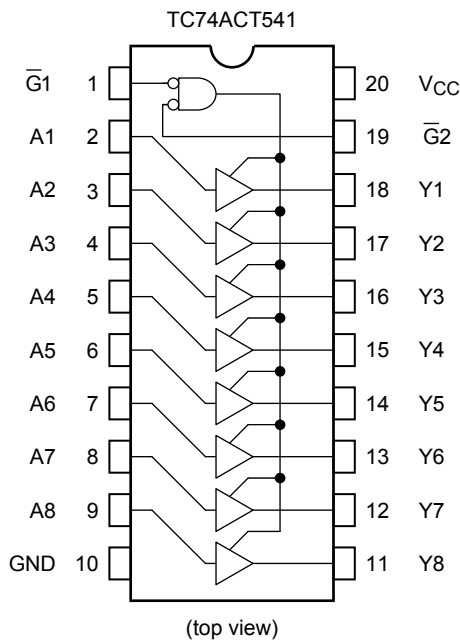 TC74ACT541
G̅1 1 20 VCC
A1 2 19 G̅2
A2 3 18 Y1
A3 4 17 Y2
A4 5 16 Y3
A5 6 15 Y4
A6 7 14 Y5
A7 8 13 Y6
A8 9 12 Y7
GND 10 11 Y8
(top view)